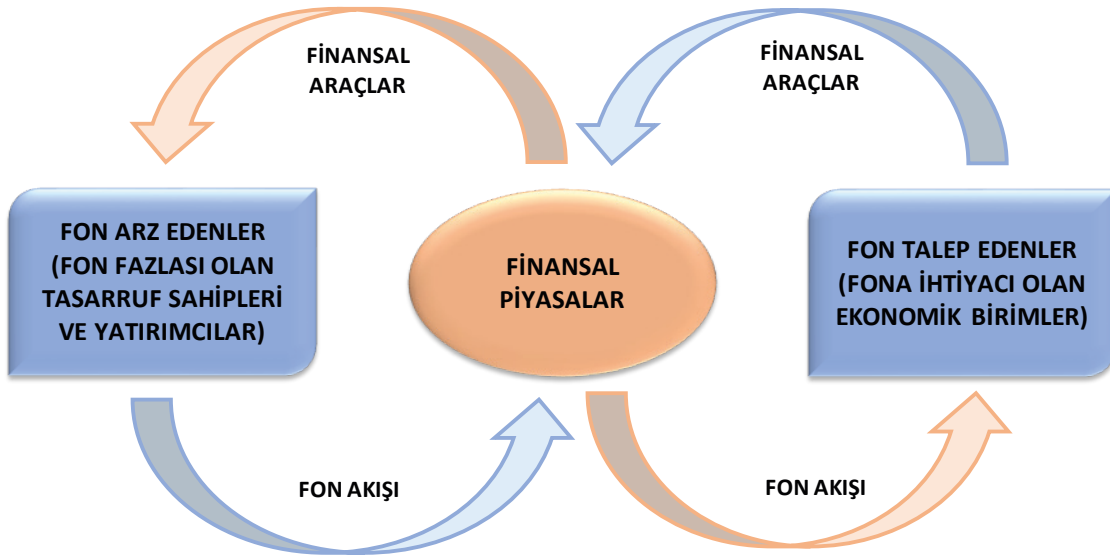 FİNANSAL
ARAÇLAR
FİNANSAL
ARAÇLAR
FON ARZ EDENLER
(FON FAZLASI OLAN
TASARRUF SAHİPLERİ
VE YATIRIMCILAR)
FİNANSAL
PİYASALAR
FON TALEP EDENLER
(FONA İHTİYACI OLAN
EKONOMİK BİRİMLER)
FON AKIŞI
FON AKIŞI